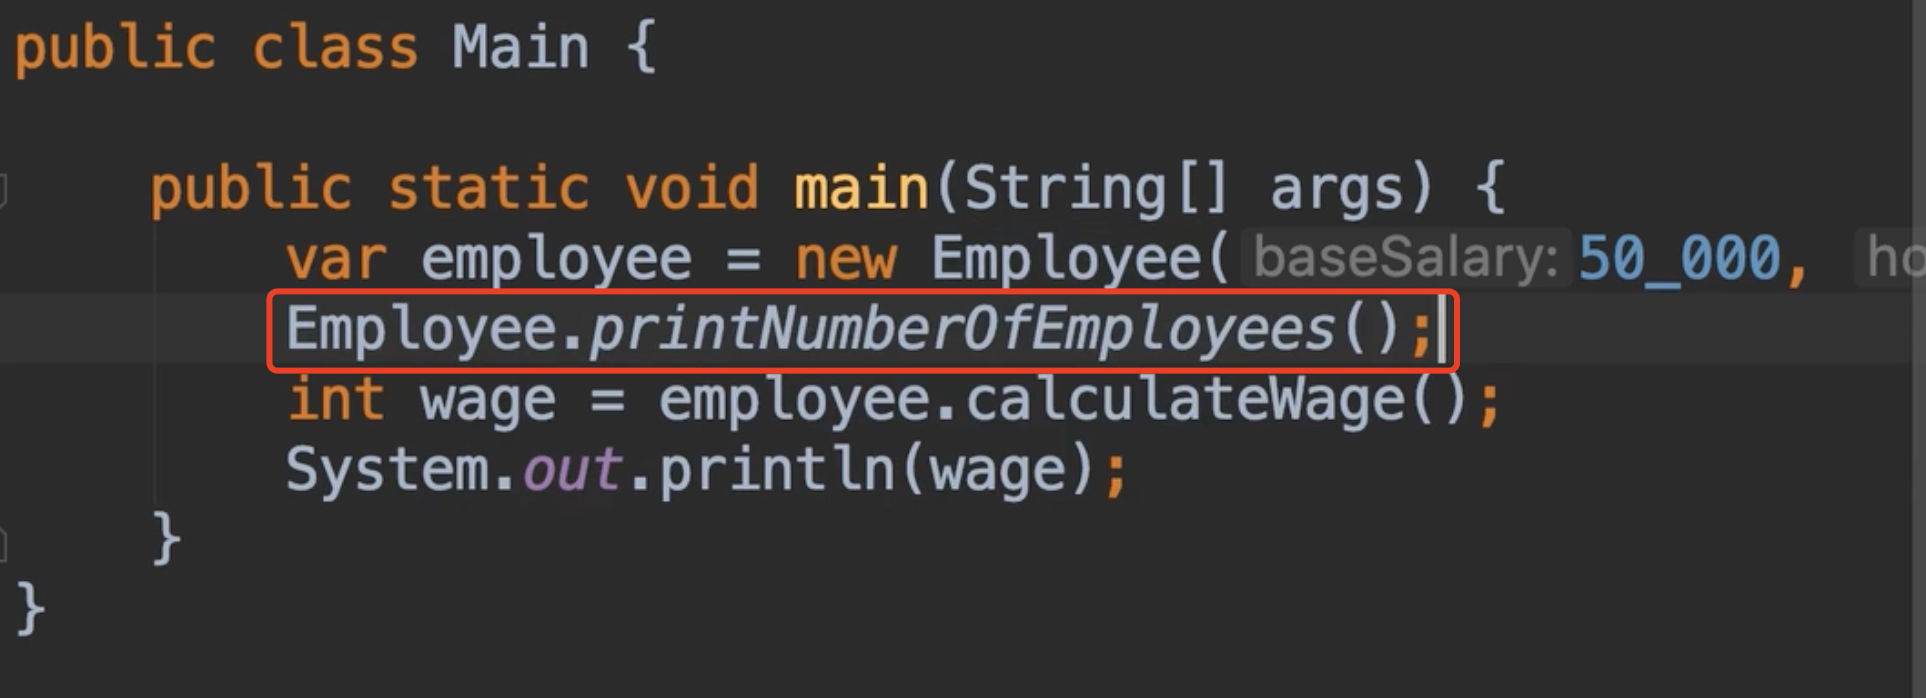 public class Main {
public static void main(String[] args) {
var employee = new Employee( baseSalary: 50_000,
Employee.printNumberOfEmployees();
int wage = employee.calculateWage();
System.out.println(wage);
}
}